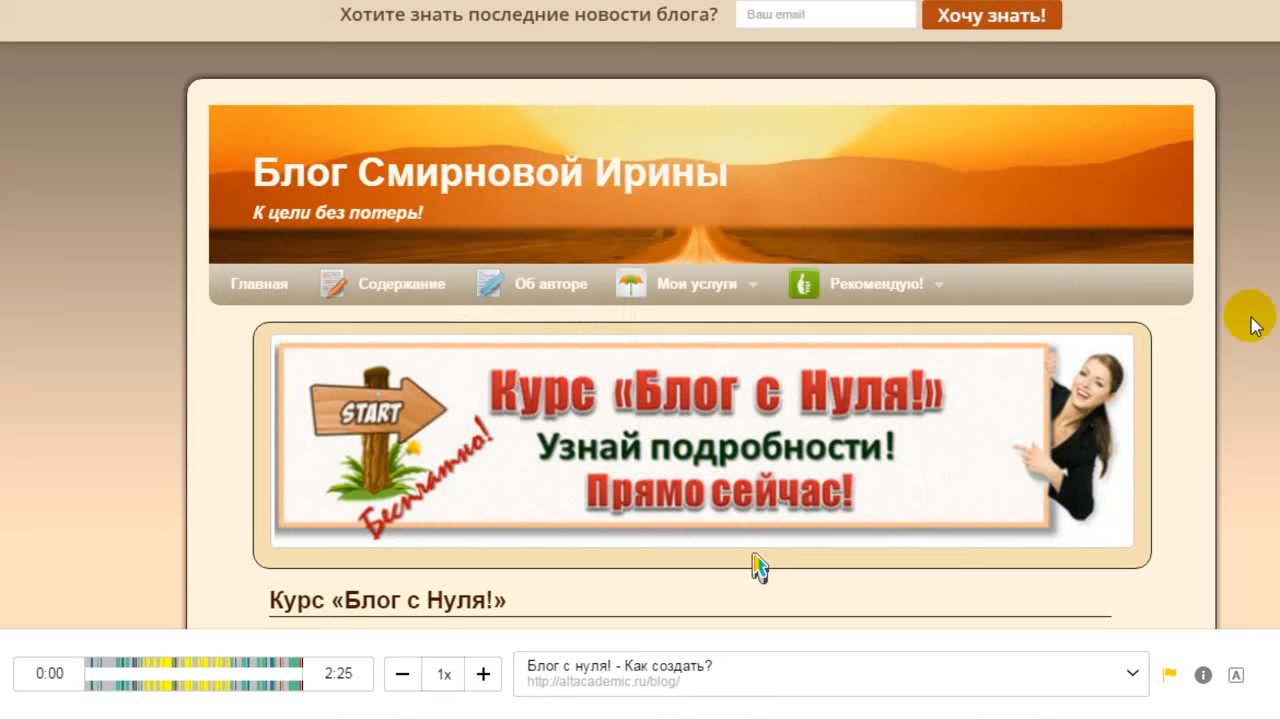 Хотите знать последние новости блога? Ваш email Хочу знать!
Блог Смирновой Ирины
К цели без потерь!
Главная Содержание Об авторе Мои услуги Рекомендую!
START
Бесплатно!
Курс «Блог с Нуля!»
Узнай подробности!
Прямо сейчас!
Курс «Блог с Нуля!»
0:00 2:25 − 1x + Блог с нуля! - Как создать?
http://altacademic.ru/blog/
A